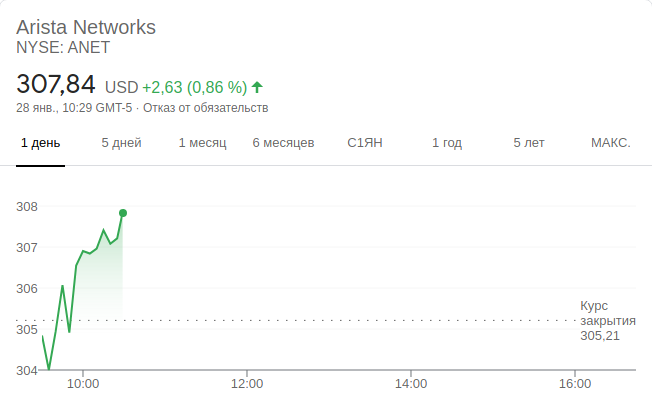 Arista Networks
NYSE: ANET
307,84 USD +2,63 (0,86 %)
28 янв., 10:29 GMT-5 · Отказ от обязательств
1 день 5 дней 1 месяц 6 месяцев С1ЯН 1 год 5 лет МАКС.
308
307
306
305
304
Курс
закрытия
305,21
10:00 12:00 14:00 16:00